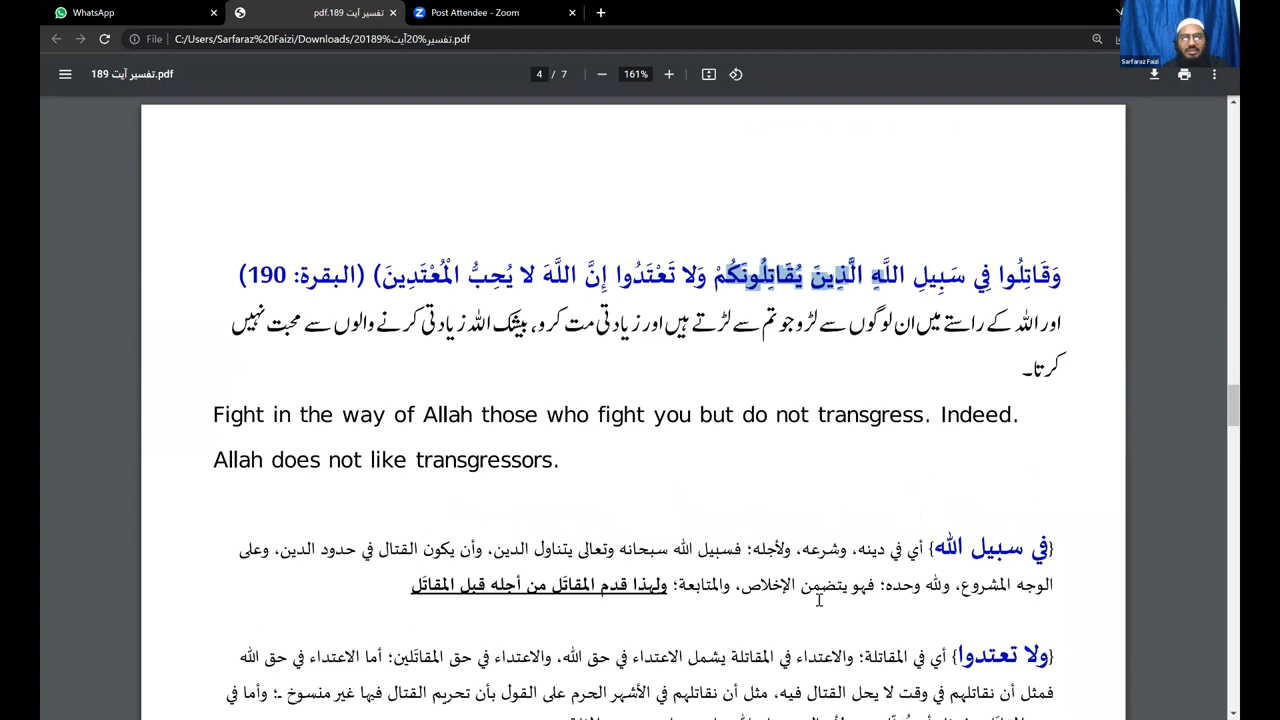 WhatsApp
تفسیر آیت 189.pdf
Post Attendee - Zoom
File C:/Users/Sarfaraz%20Faizi/Downloads/تفسیر%20آیت%20189.pdf
Sarfaraz Faizi
تفسیر آیت 189.pdf
4 / 7
161%
وَقَاتِلُوا فِي سَبِيلِ اللَّهِ الَّذِينَ يُقَاتِلُونَكُمْ وَلا تَعْتَدُوا إِنَّ اللَّهَ لا يُحِبُّ الْمُعْتَدِينَ) (البقرة: 190)
اور اللہ کے راستے میں ان لوگوں سے لڑو جو تم سے لڑتے ہیں اور زیادتی مت کرو، بیشک اللہ زیادتی کرنے والوں سے محبت نہیں
کرتا۔
Fight in the way of Allah those who fight you but do not transgress. Indeed.
Allah does not like transgressors.
{في سبيل الله} أي في دينه، وشرعه، ولأجله؛ فسبيل الله سبحانه وتعالى يتناول الدين، وأن يكون القتال في حدود الدين، وعلى
الوجه المشروع، ولله وحده؛ فهو يتضمن الإخلاص، والمتابعة؛ ولهذا قدم المقاتَل من أجله قبل المقاتَل
{ولا تعتدوا} أي في المقاتلة؛ والاعتداء في المقاتلة يشمل الاعتداء في حق الله، والاعتداء في حق المقاتَلين؛ أما الاعتداء في حق الله
فمثل أن نقاتلهم في وقت لا يحل القتال فيه، مثل أن نقاتلهم في الأشهر الحرم على القول بأن تحريم القتال فيها غير منسوخ ـ؛ وأما في